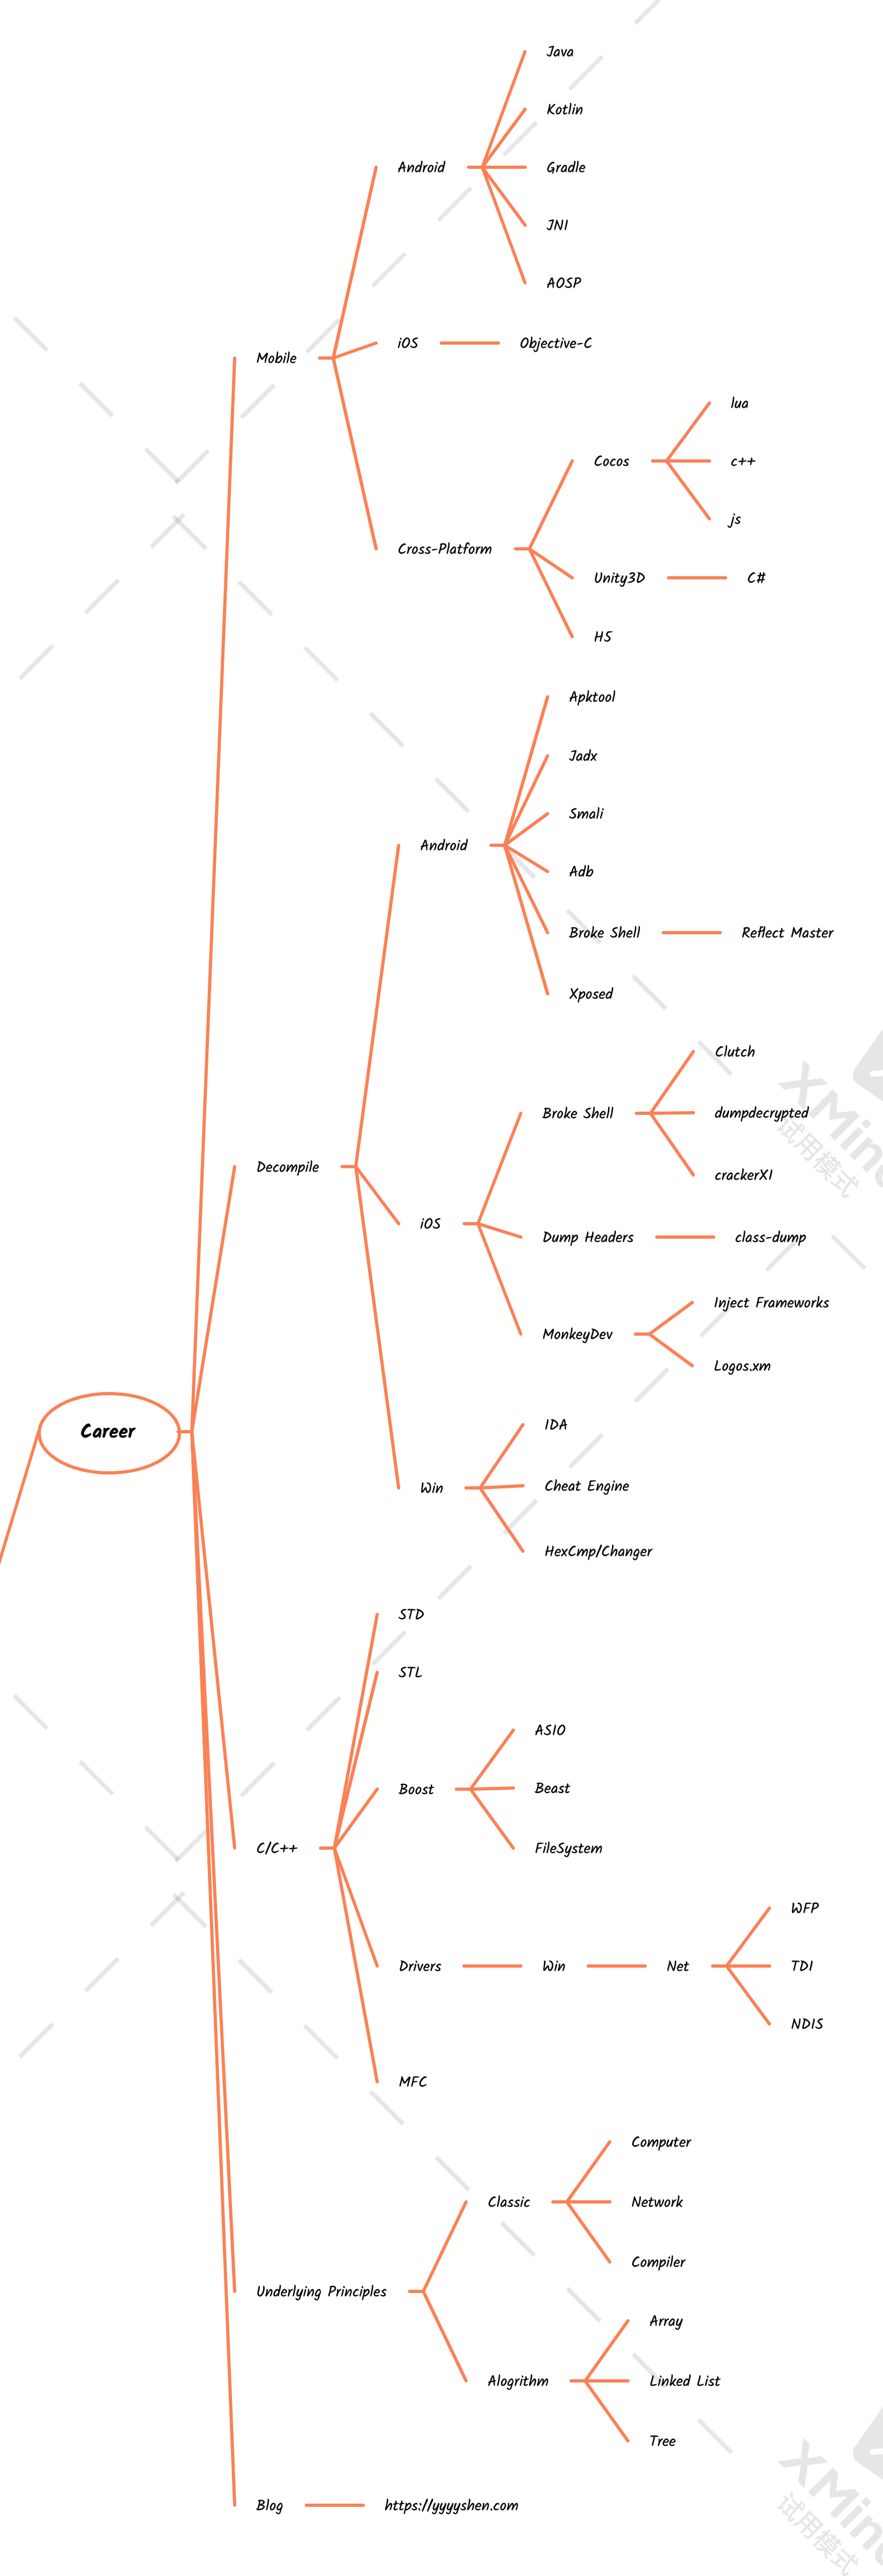 Career
Mobile
Android
Java
Kotlin
Gradle
JNI
AOSP
iOS
Objective-C
Cross-Platform
Cocos
lua
c++
js
Unity3D
C#
H5
Decompile
Android
Apktool
Jadx
Smali
Adb
Broke Shell
Reflect Master
Xposed
iOS
Broke Shell
Clutch
dumpdecrypted
crackerXI
Dump Headers
class-dump
MonkeyDev
Inject Frameworks
Logos.xm
Win
IDA
Cheat Engine
HexCmp/Changer
C/C++
STD
STL
Boost
ASIO
Beast
FileSystem
Drivers
Win
Net
WFP
TDI
NDIS
MFC
Underlying Principles
Classic
Computer
Network
Compiler
Alogrithm
Array
Linked List
Tree
Blog
https://yyyyshen.com
XMind
试用模式
XMind
试用模式